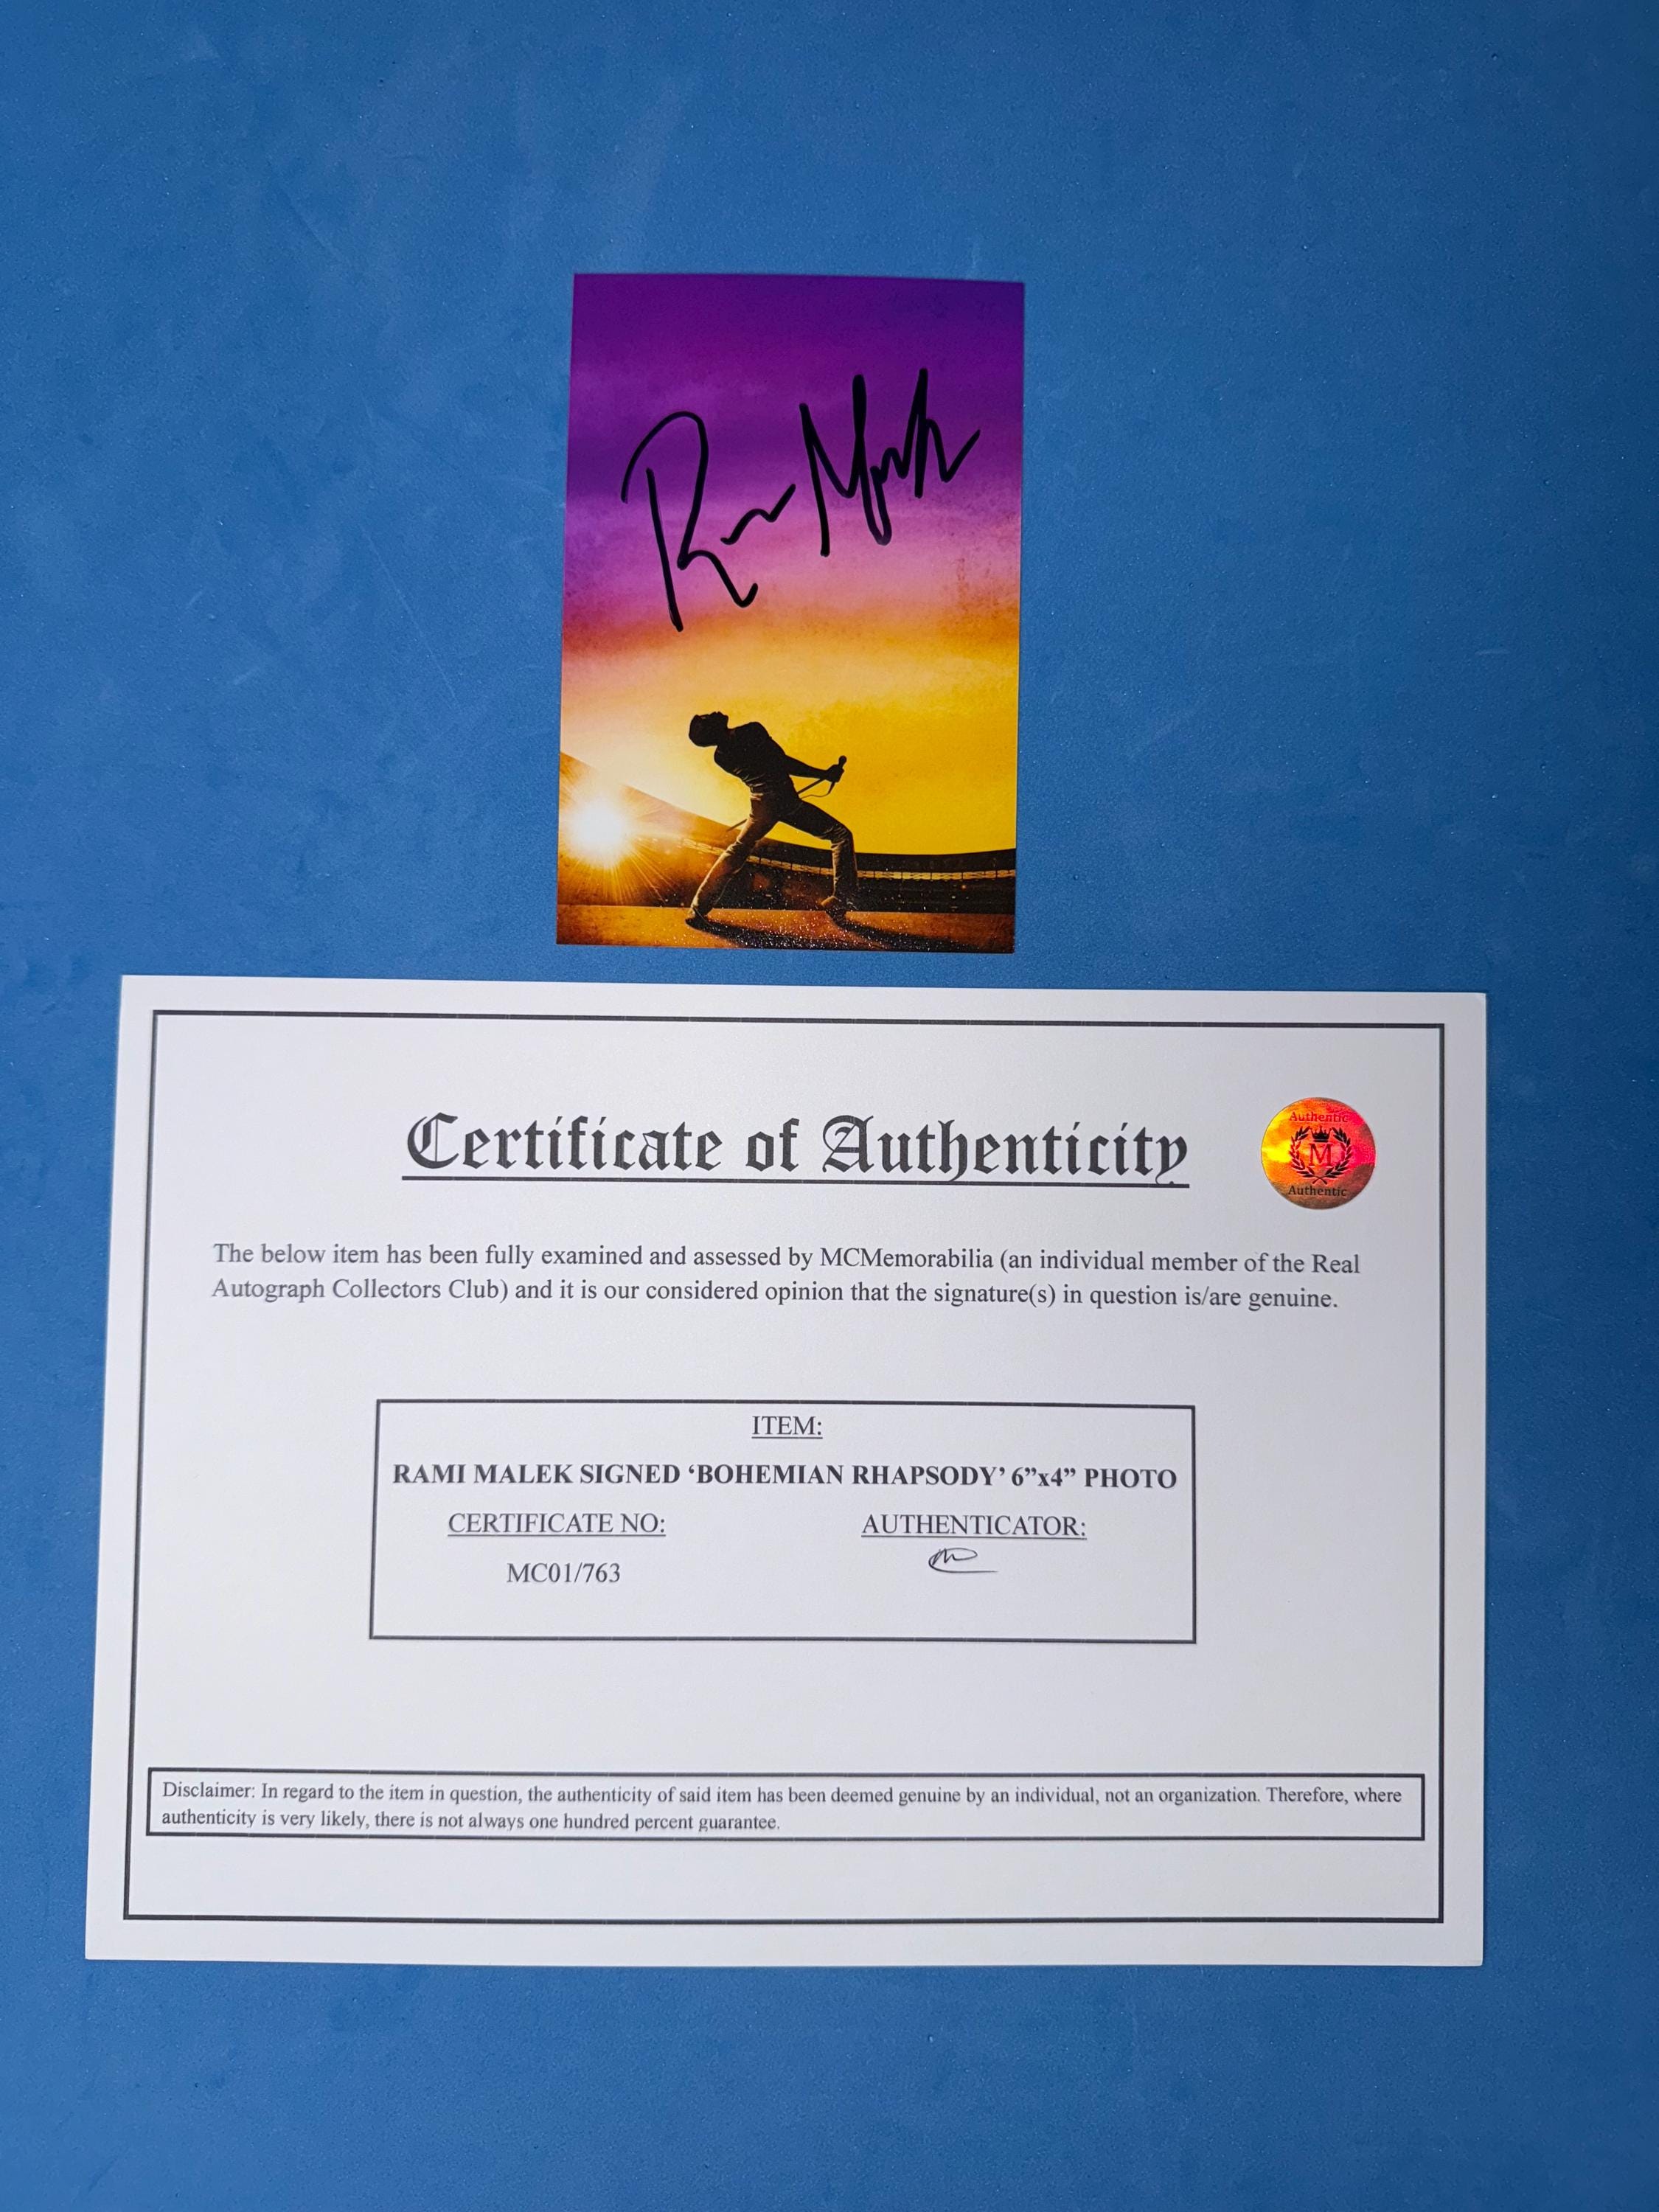 Rami Malek
Certificate of Authenticity
Authentic
M
Authentic
The below item has been fully examined and assessed by MCMemorabilia (an individual member of the Real
Autograph Collectors Club) and it is our considered opinion that the signature(s) in question is/are genuine.
ITEM:
RAMI MALEK SIGNED ‘BOHEMIAN RHAPSODY’ 6”x4” PHOTO
CERTIFICATE NO:
AUTHENTICATOR:
MC01/763
Disclaimer: In regard to the item in question, the authenticity of said item has been deemed genuine by an individual, not an organization. Therefore, where
authenticity is very likely, there is not always one hundred percent guarantee.